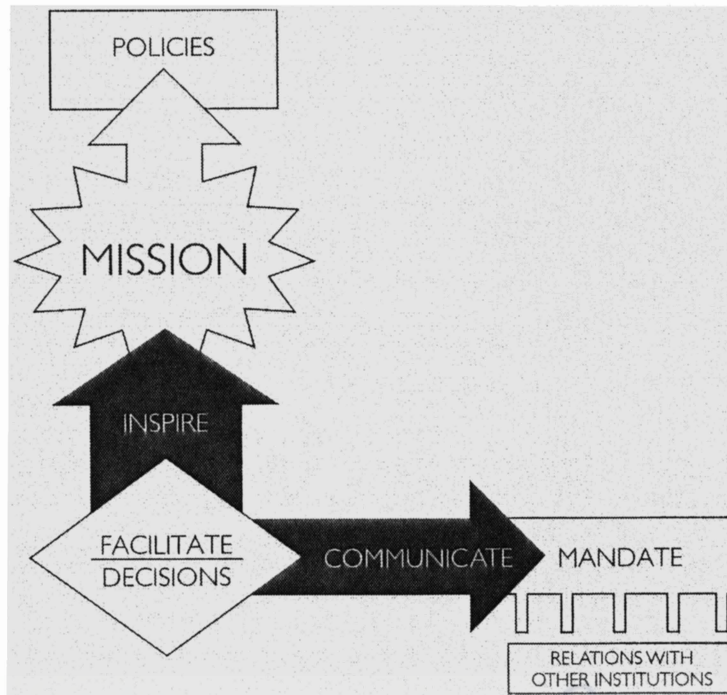 POLICIES
MISSION
INSPIRE
FACILITATE
DECISIONS
COMMUNICATE
MANDATE
RELATIONS WITH
OTHER INSTITUTIONS